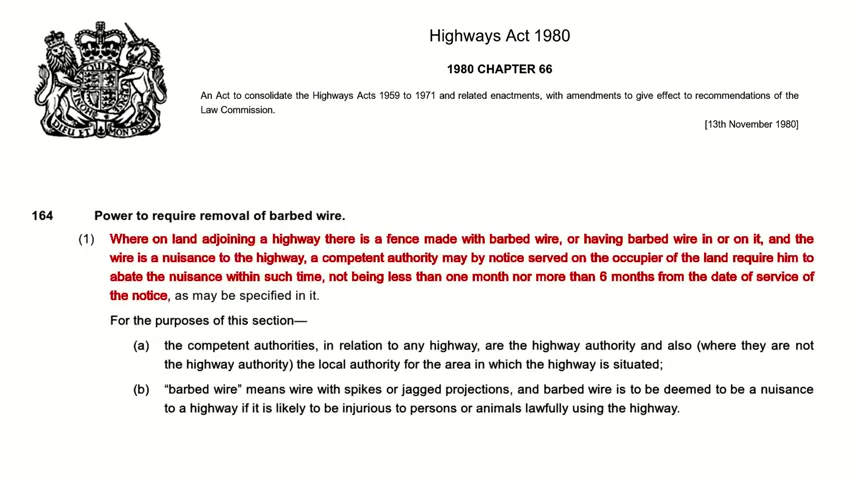 Highways Act 1980
1980 CHAPTER 66
An Act to consolidate the Highways Acts 1959 to 1971 and related enactments, with amendments to give effect to recommendations of the
Law Commission.
[13th November 1980]
DIEU ET MON DROIT
164 Power to require removal of barbed wire.
(1) Where on land adjoining a highway there is a fence made with barbed wire, or having barbed wire in or on it, and the
wire is a nuisance to the highway, a competent authority may by notice served on the occupier of the land require him to
abate the nuisance within such time, not being less than one month nor more than 6 months from the date of service of
the notice, as may be specified in it.
For the purposes of this section—
(a) the competent authorities, in relation to any highway, are the highway authority and also (where they are not
the highway authority) the local authority for the area in which the highway is situated;
(b) “barbed wire” means wire with spikes or jagged projections, and barbed wire is to be deemed to be a nuisance
to a highway if it is likely to be injurious to persons or animals lawfully using the highway.